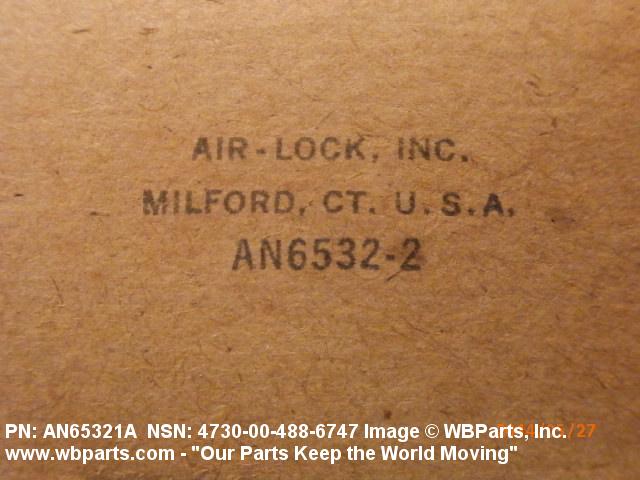 AIR-LOCK, INC.
MILFORD, CT. U.S.A.
AN6532-2
PN: AN65321A NSN: 4730-00-488-6747 Image © WBParts, Inc.
www.wbparts.com - "Our Parts Keep the World Moving"